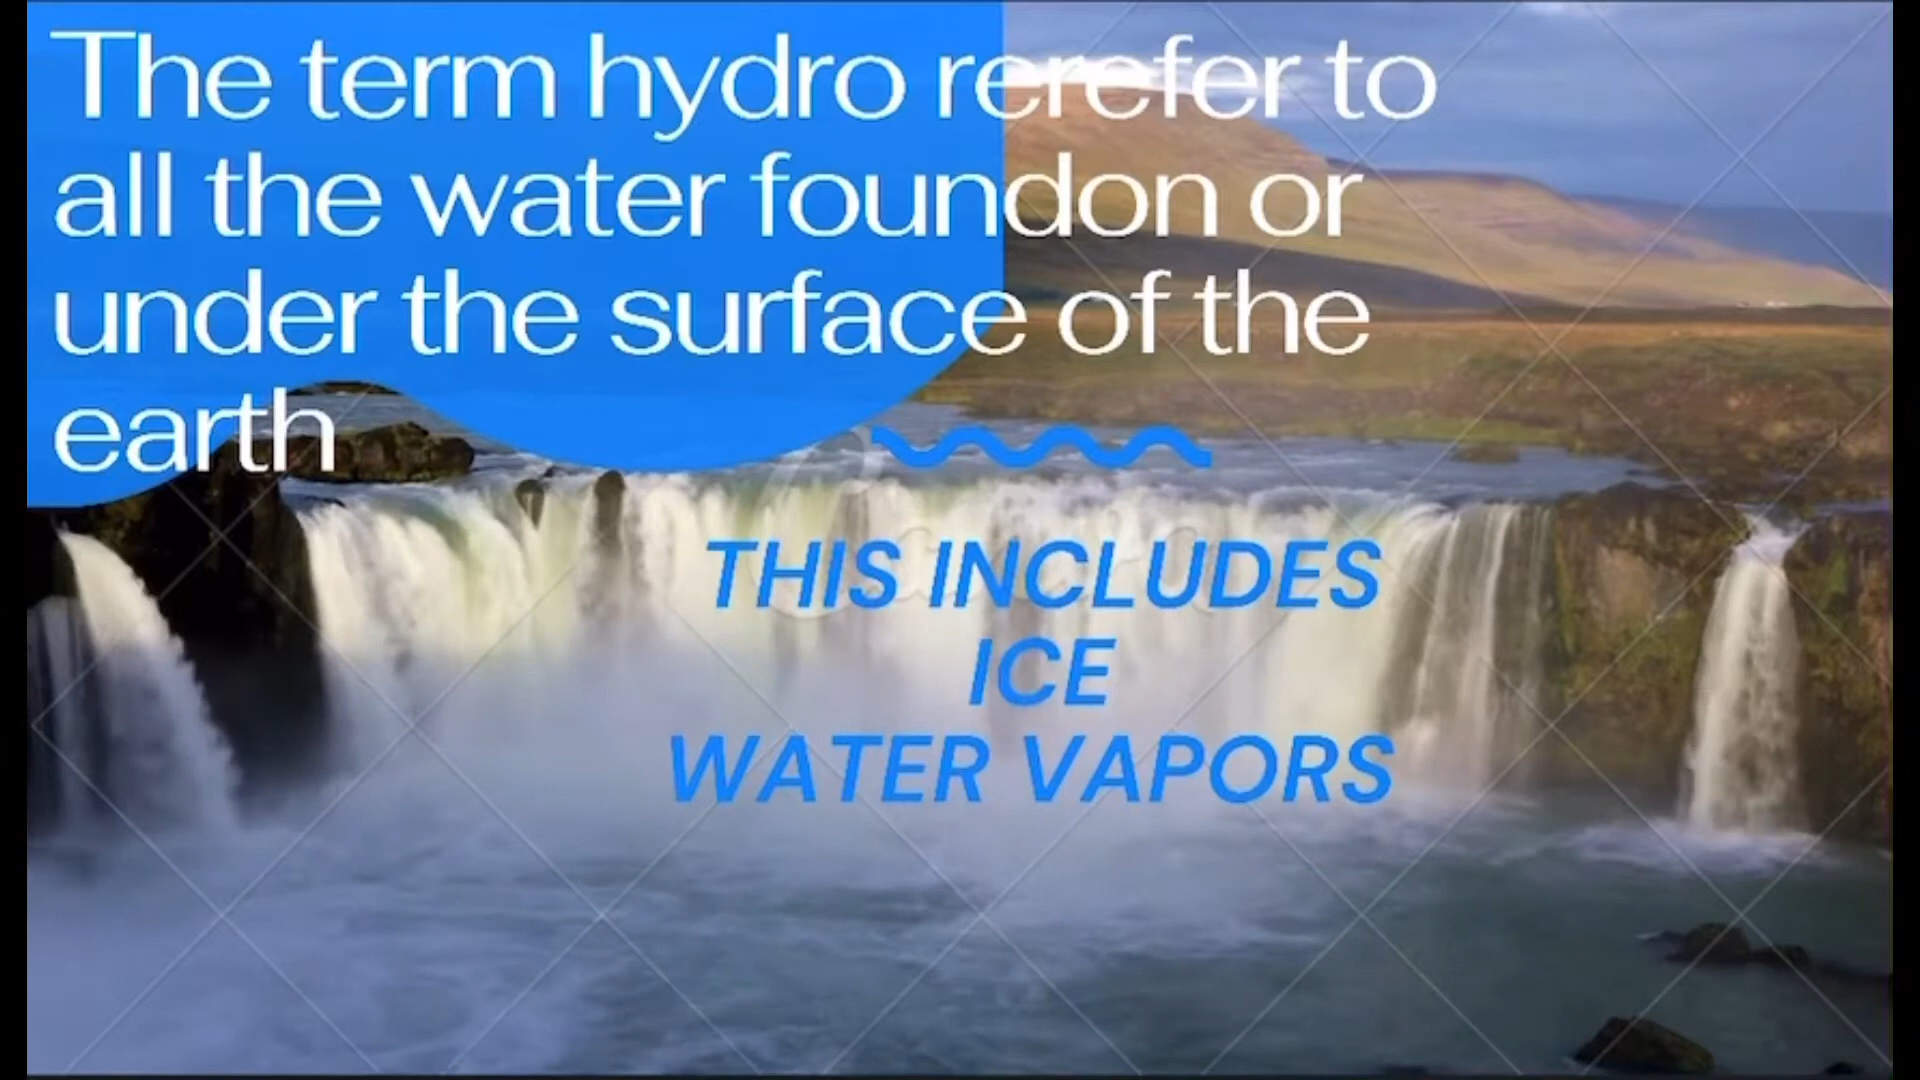 The term hydro rerefer to
all the water foundon or
under the surface of the
earth
THIS INCLUDES
ICE
WATER VAPORS